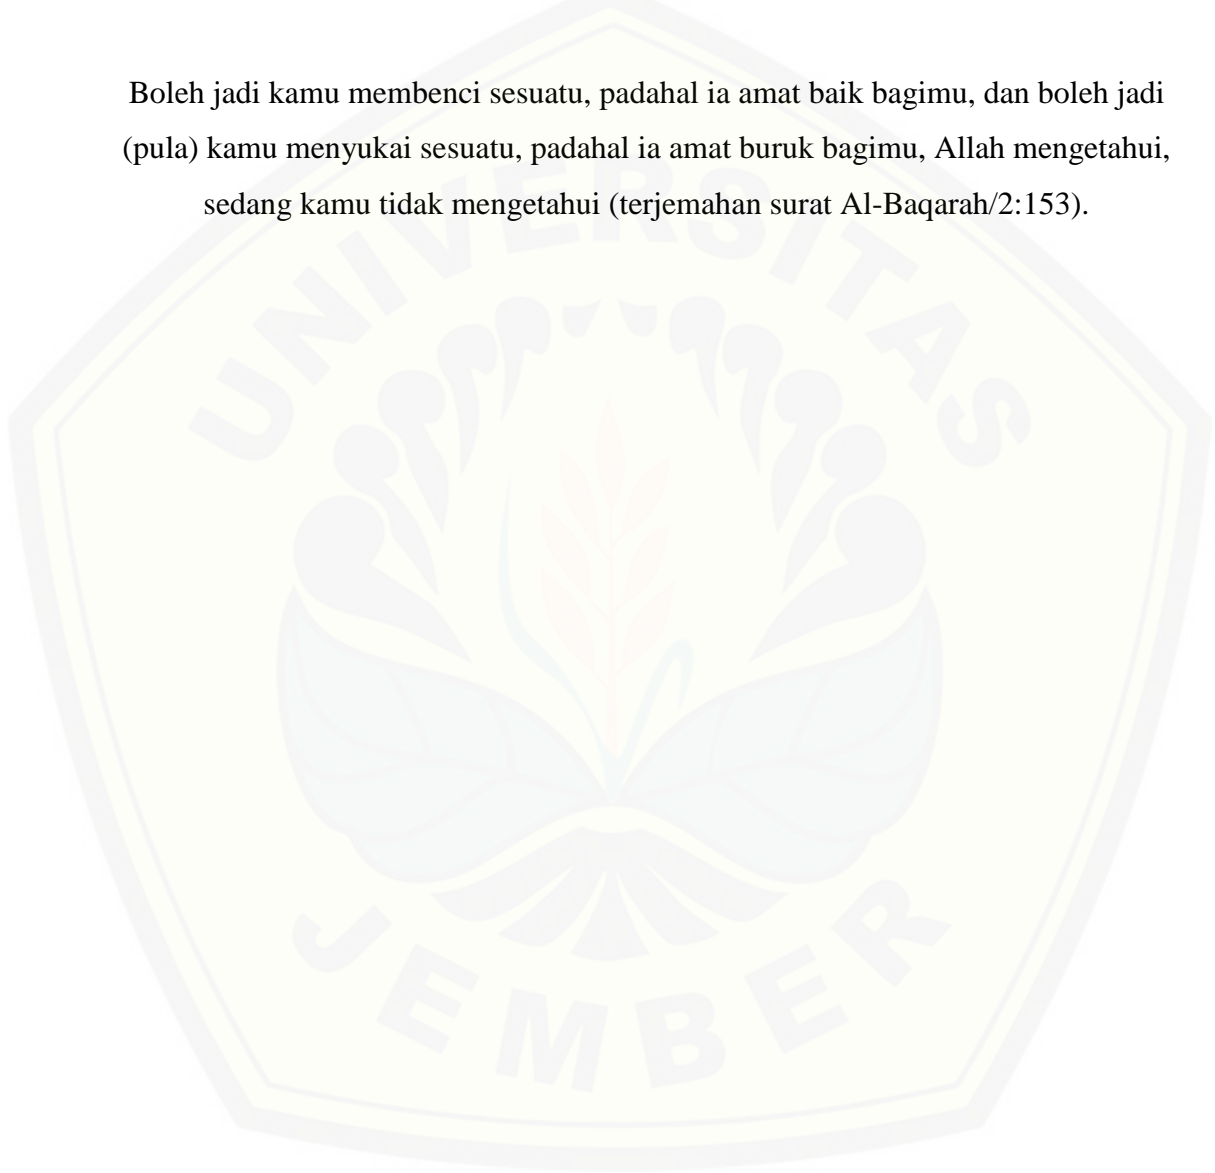 Boleh jadi kamu membenci sesuatu, padahal ia amat baik bagimu, dan boleh jadi
(pula) kamu menyukai sesuatu, padahal ia amat buruk bagimu, Allah mengetahui,
sedang kamu tidak mengetahui (terjemahan surat Al-Baqarah/2:153).
UNIVERSITAS
JEMBER